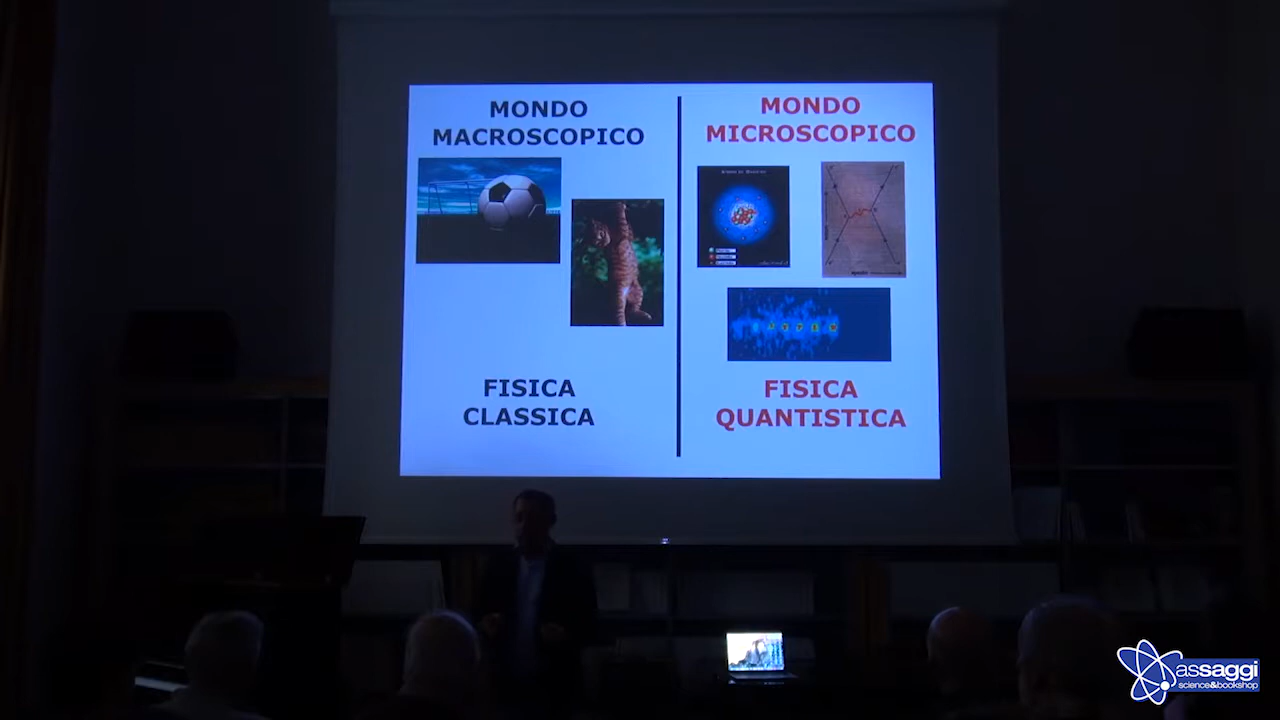 MONDO
MACROSCOPICO
FISICA
CLASSICA
MONDO
MICROSCOPICO
FISICA
QUANTISTICA
assaggi
science&bookshop